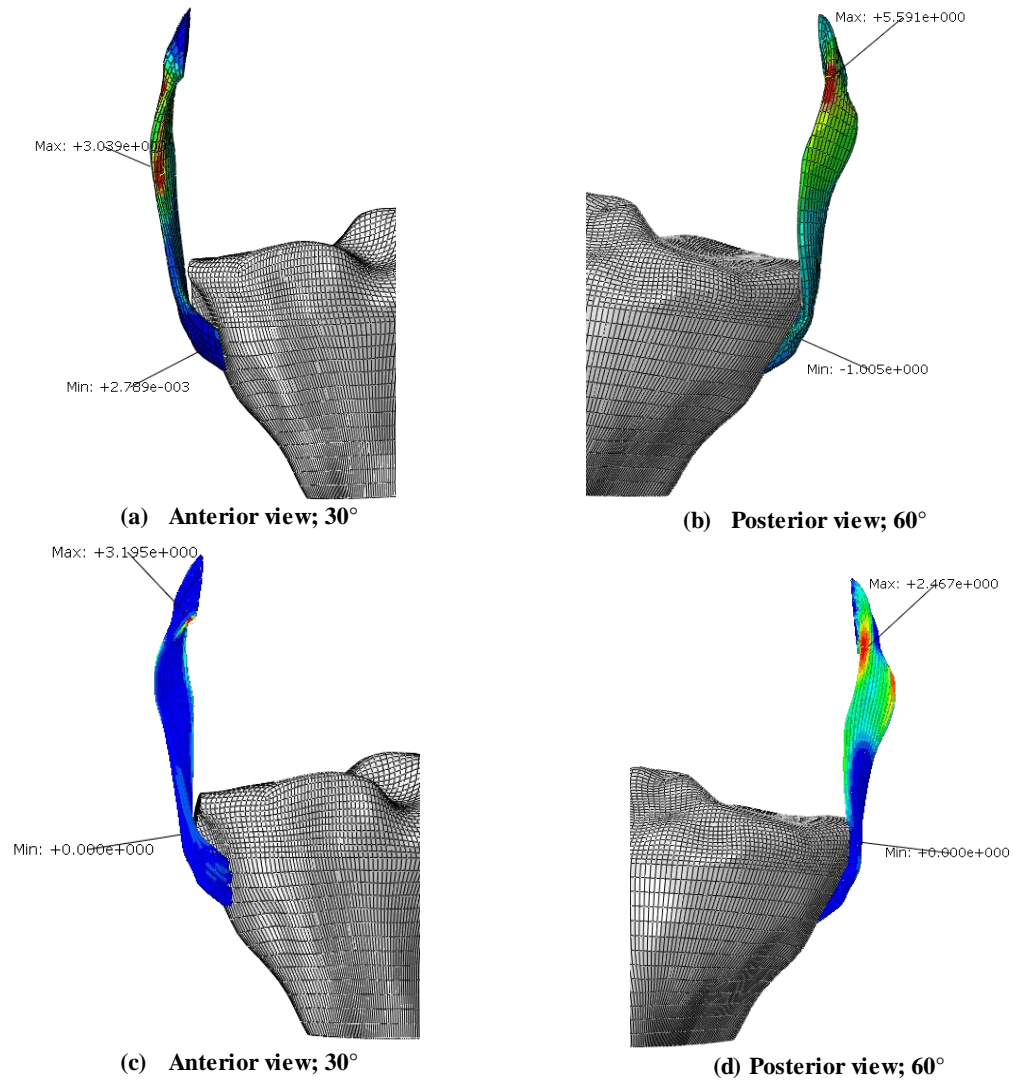 Max: +5.591e+000
Max: +3.039e+000
Min: +2.789e-003
Min: -1.005e+000
(a) Anterior view; 30°
(b) Posterior view; 60°
Max: +3.195e+000
Max: +2.467e+000
Min: +0.000e+000
Min: +0.000e+000
(c) Anterior view; 30°
(d) Posterior view; 60°